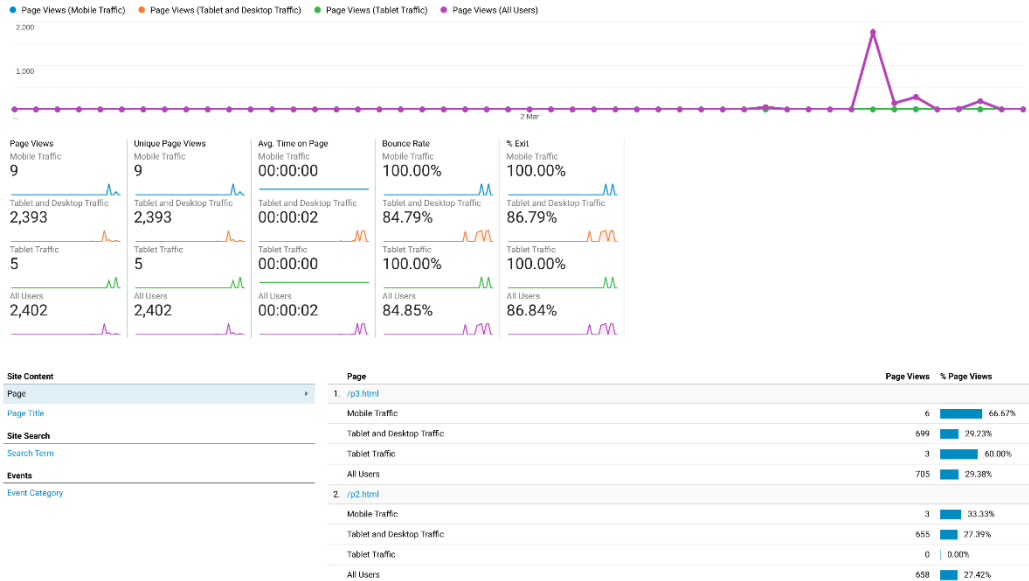 Page Views (Mobile Traffic) Page Views (Tablet and Desktop Traffic) Page Views (Tablet Traffic) Page Views (All Users)
2,000
1,000
... 2 Mar
Page Views Unique Page Views Avg. Time on Page Bounce Rate % Exit
Mobile Traffic Mobile Traffic Mobile Traffic Mobile Traffic Mobile Traffic
9 9 00:00:00 100.00% 100.00%
Tablet and Desktop Traffic Tablet and Desktop Traffic Tablet and Desktop Traffic Tablet and Desktop Traffic Tablet and Desktop Traffic
2,393 2,393 00:00:02 84.79% 86.79%
Tablet Traffic Tablet Traffic Tablet Traffic Tablet Traffic Tablet Traffic
5 5 00:00:00 100.00% 100.00%
All Users All Users All Users All Users All Users
2,402 2,402 00:00:02 84.85% 86.84%
Site Content
Page
Page Title
Site Search
Search Term
Events
Event Category
Page Page Views % Page Views
1. /p3.html
Mobile Traffic 6 66.67%
Tablet and Desktop Traffic 699 29.23%
Tablet Traffic 3 60.00%
All Users 705 29.38%
2. /p2.html
Mobile Traffic 3 33.33%
Tablet and Desktop Traffic 655 27.39%
Tablet Traffic 0 0.00%
All Users 658 27.42%